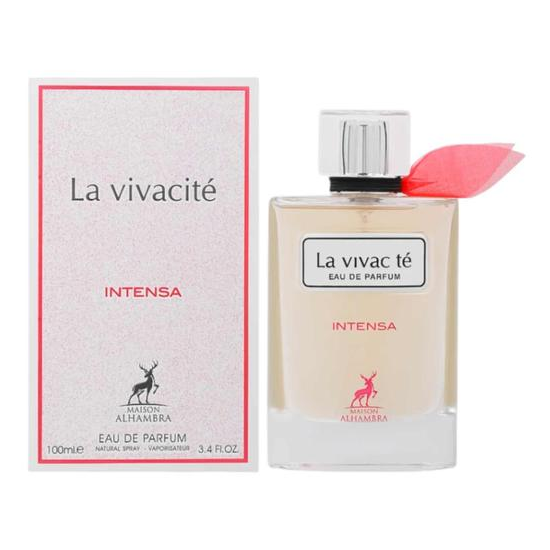 La vivacité
INTENSA
MAISON
ALHAMBRA
EAU DE PARFUM
100ml.e NATURAL SPRAY - VAPORISATEUR 3.4 Fl.OZ.
La vivac té
EAU DE PARFUM
INTENSA
MAISON
ALHAMBRA